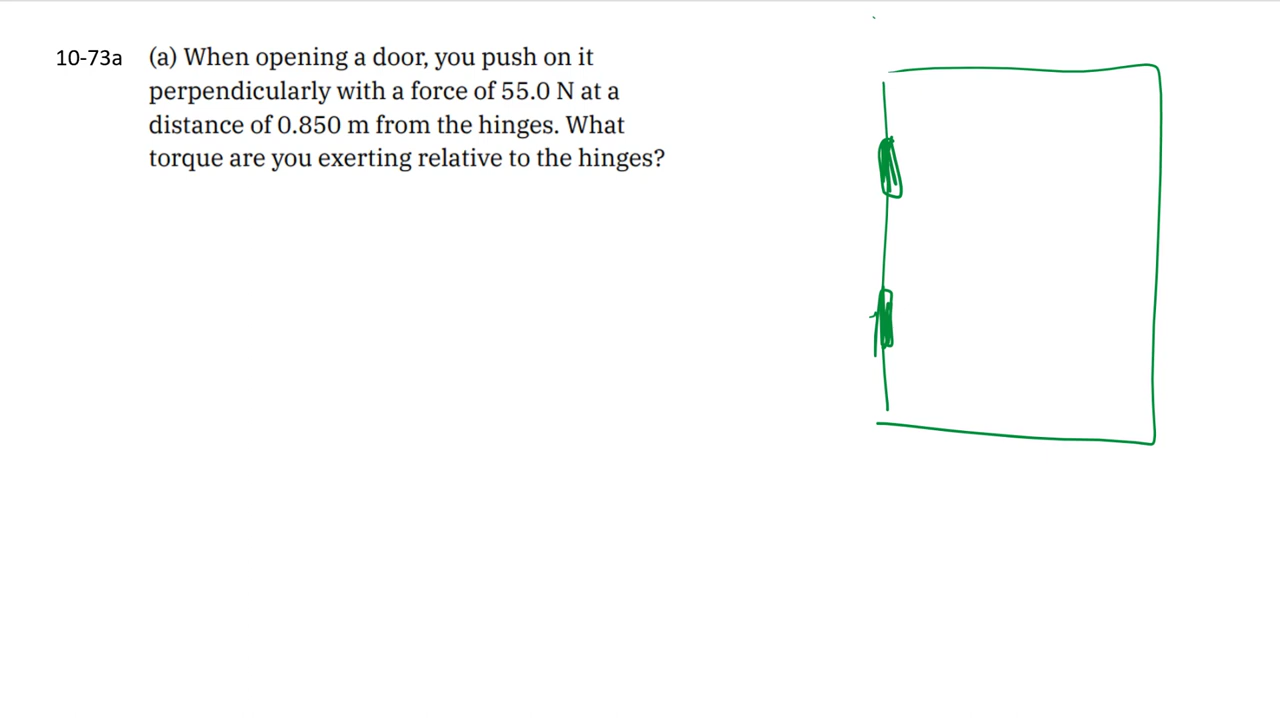 10-73a (a) When opening a door, you push on it
perpendicularly with a force of 55.0 N at a
distance of 0.850 m from the hinges. What
torque are you exerting relative to the hinges?